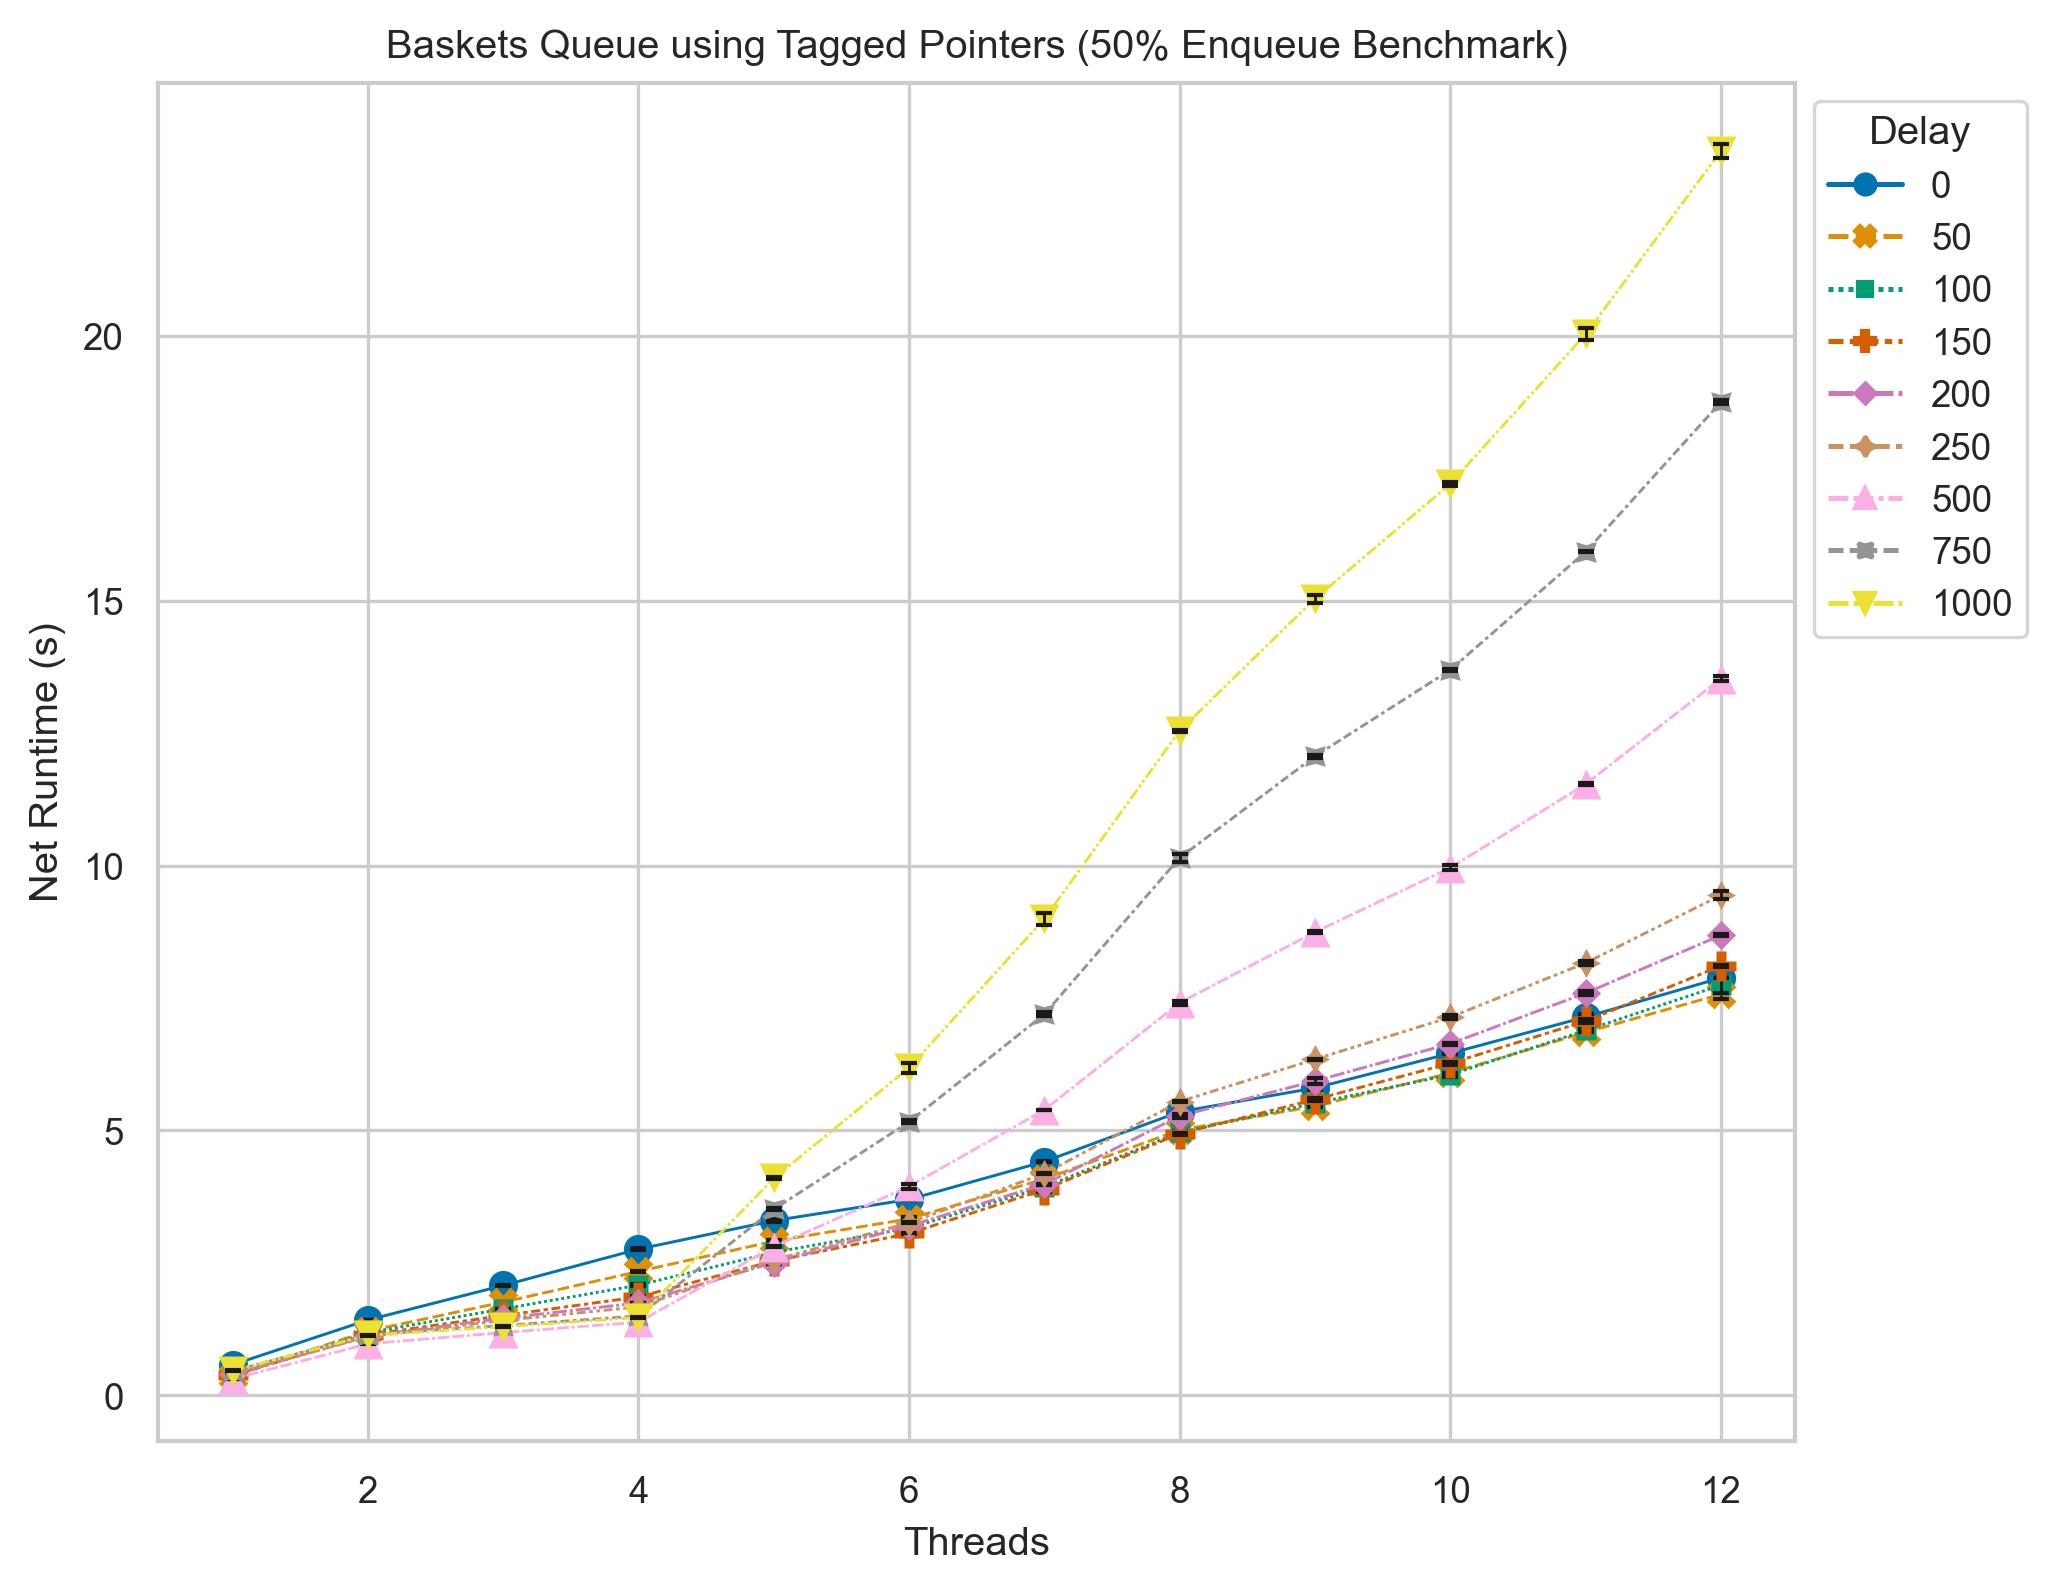 Baskets Queue using Tagged Pointers (50% Enqueue Benchmark)
Net Runtime (s)
20
15
10
5
0
2 4 6 8 10 12
Threads
Delay
0
50
100
150
200
250
500
750
1000